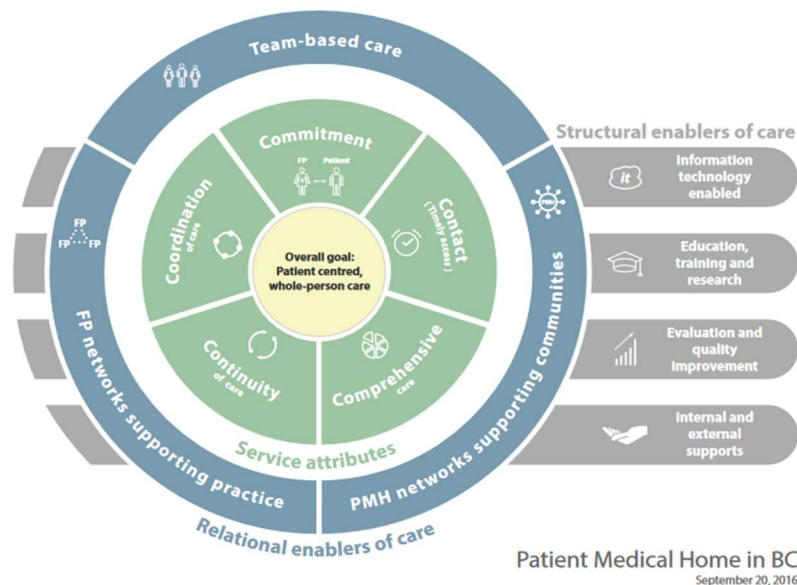 Team-based care
Structural enablers of care
Commitment
FP
Patient
Information
technology
enabled
it
PMH
Coordination
of care
Contact
(Timely access)
FP
FP
FP
Overall goal:
Patient centred,
whole-person care
Education,
training and
research
Evaluation and
quality
improvement
Continuity
of care
Comprehensive
care
FP networks supporting practice
PMH networks supporting communities
Internal and
external
supports
Service attributes
Relational enablers of care
Patient Medical Home in BC
September 20, 2016